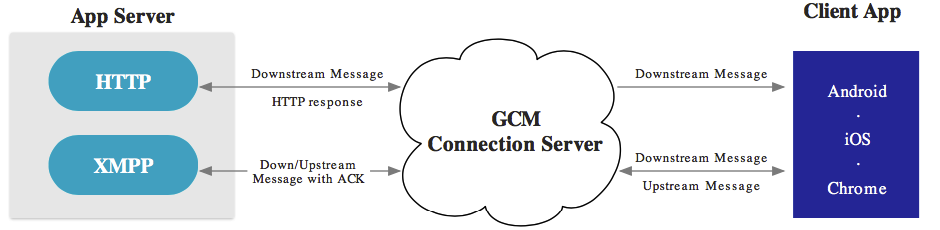 App Server
Client App
HTTP
Downstream Message
HTTP response
GCM
Connection Server
Downstream Message
Android
.
iOS
.
Chrome
XMPP
Down/Upstream
Message with ACK
Downstream Message
Upstream Message